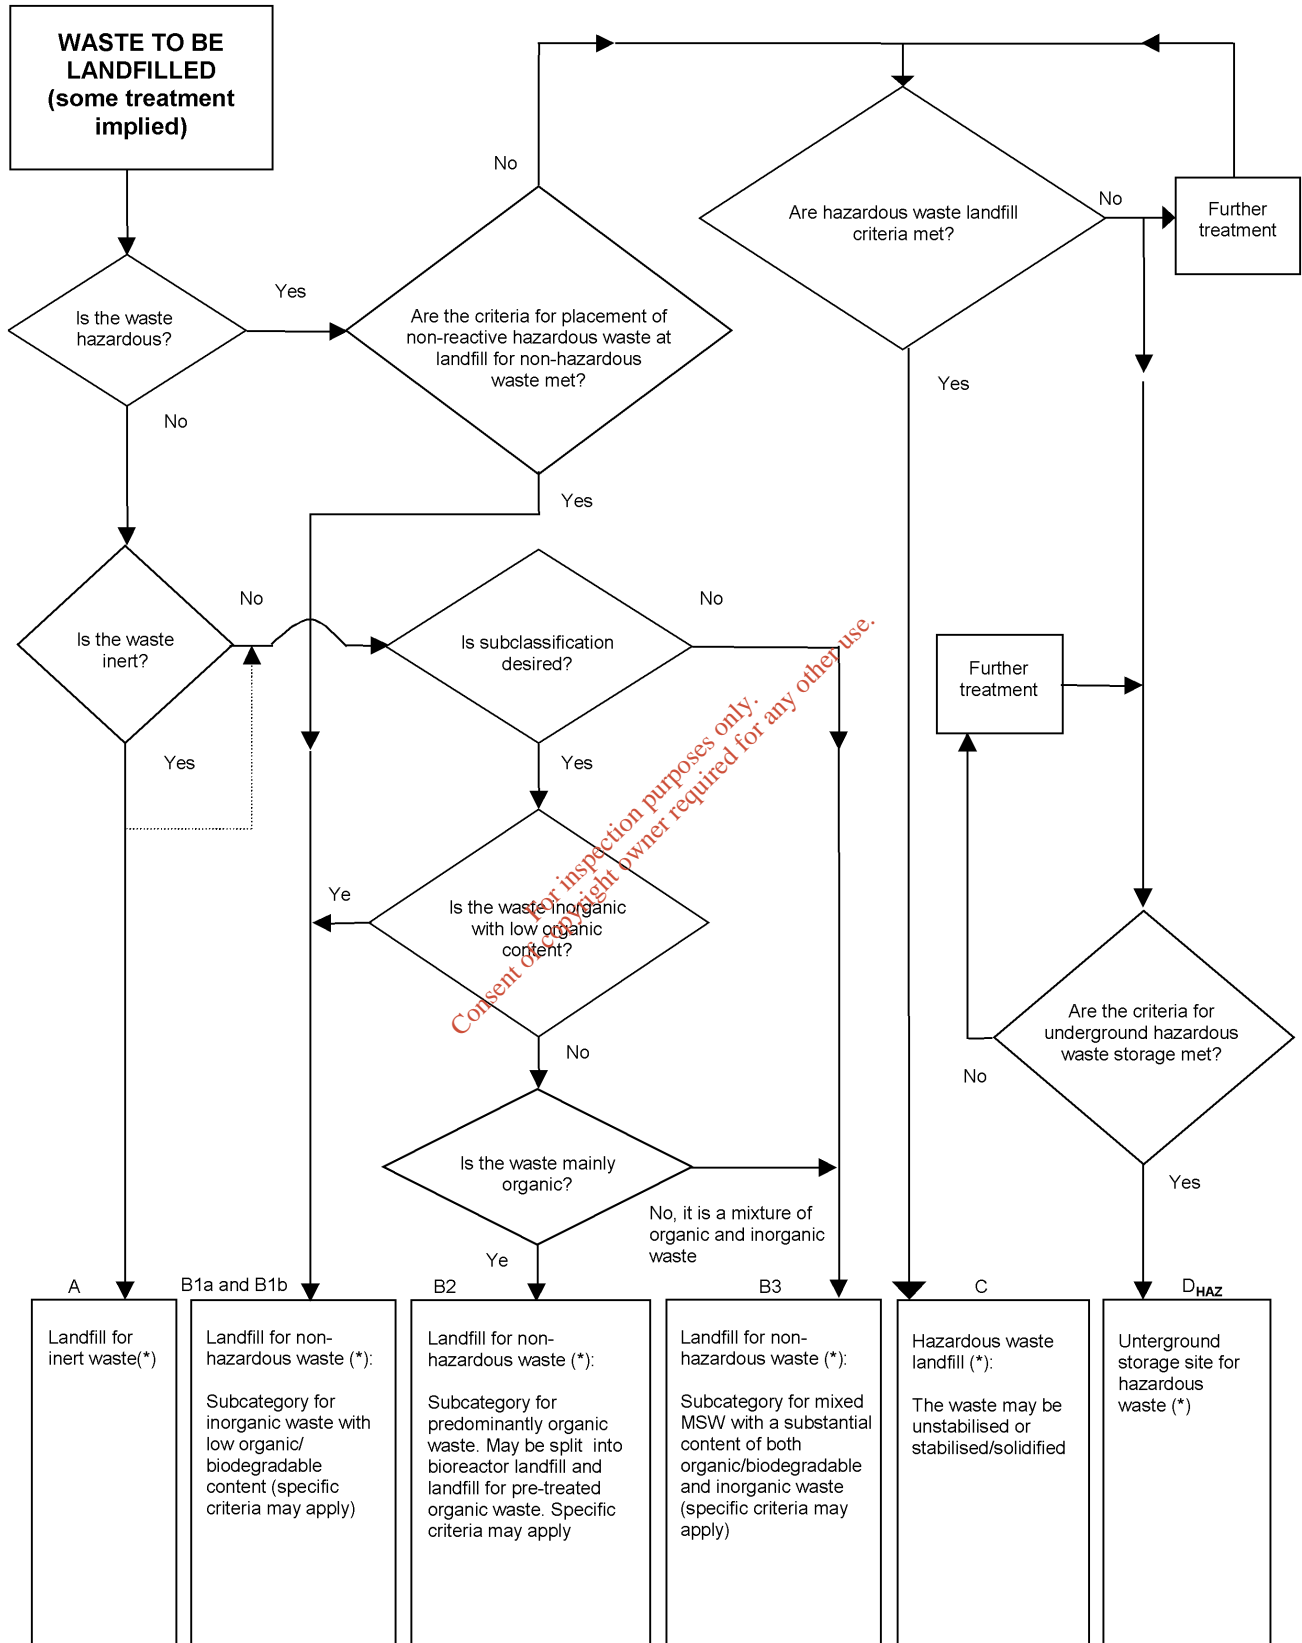 WASTE TO BE
LANDFILLED
(some treatment
implied)
No
Are hazardous waste landfill
criteria met?
No
Further
treatment
Is the waste
hazardous?
Yes
Are the criteria for placement of
non-reactive hazardous waste at
landfill for non-hazardous
waste met?
Yes
No
Yes
Is the waste
inert?
No
Is subclassification
desired?
No
Further
treatment
Yes
Yes
For inspection purposes only.
Consent of copyright owner required for any other use.
Ye
Is the waste inorganic
with low organic
content?
Are the criteria for
underground hazardous
waste storage met?
No
No
Is the waste mainly
organic?
Yes
No, it is a mixture of
organic and inorganic
waste
Ye
A
B1a and B1b
B2
B3
C
DHAZ
Landfill for
inert waste(*)
Landfill for non-
hazardous waste (*):
Subcategory for
inorganic waste with
low organic/
biodegradable
content (specific
criteria may apply)
Landfill for non-
hazardous waste (*):
Subcategory for
predominantly organic
waste. May be split into
bioreactor landfill and
landfill for pre-treated
organic waste. Specific
criteria may apply
Landfill for non-
hazardous waste (*):
Subcategory for mixed
MSW with a substantial
content of both
organic/biodegradable
and inorganic waste
(specific criteria may
apply)
Hazardous waste
landfill (*):
The waste may be
unstabilised or
stabilised/solidified
Unterground
storage site for
hazardous
waste (*)